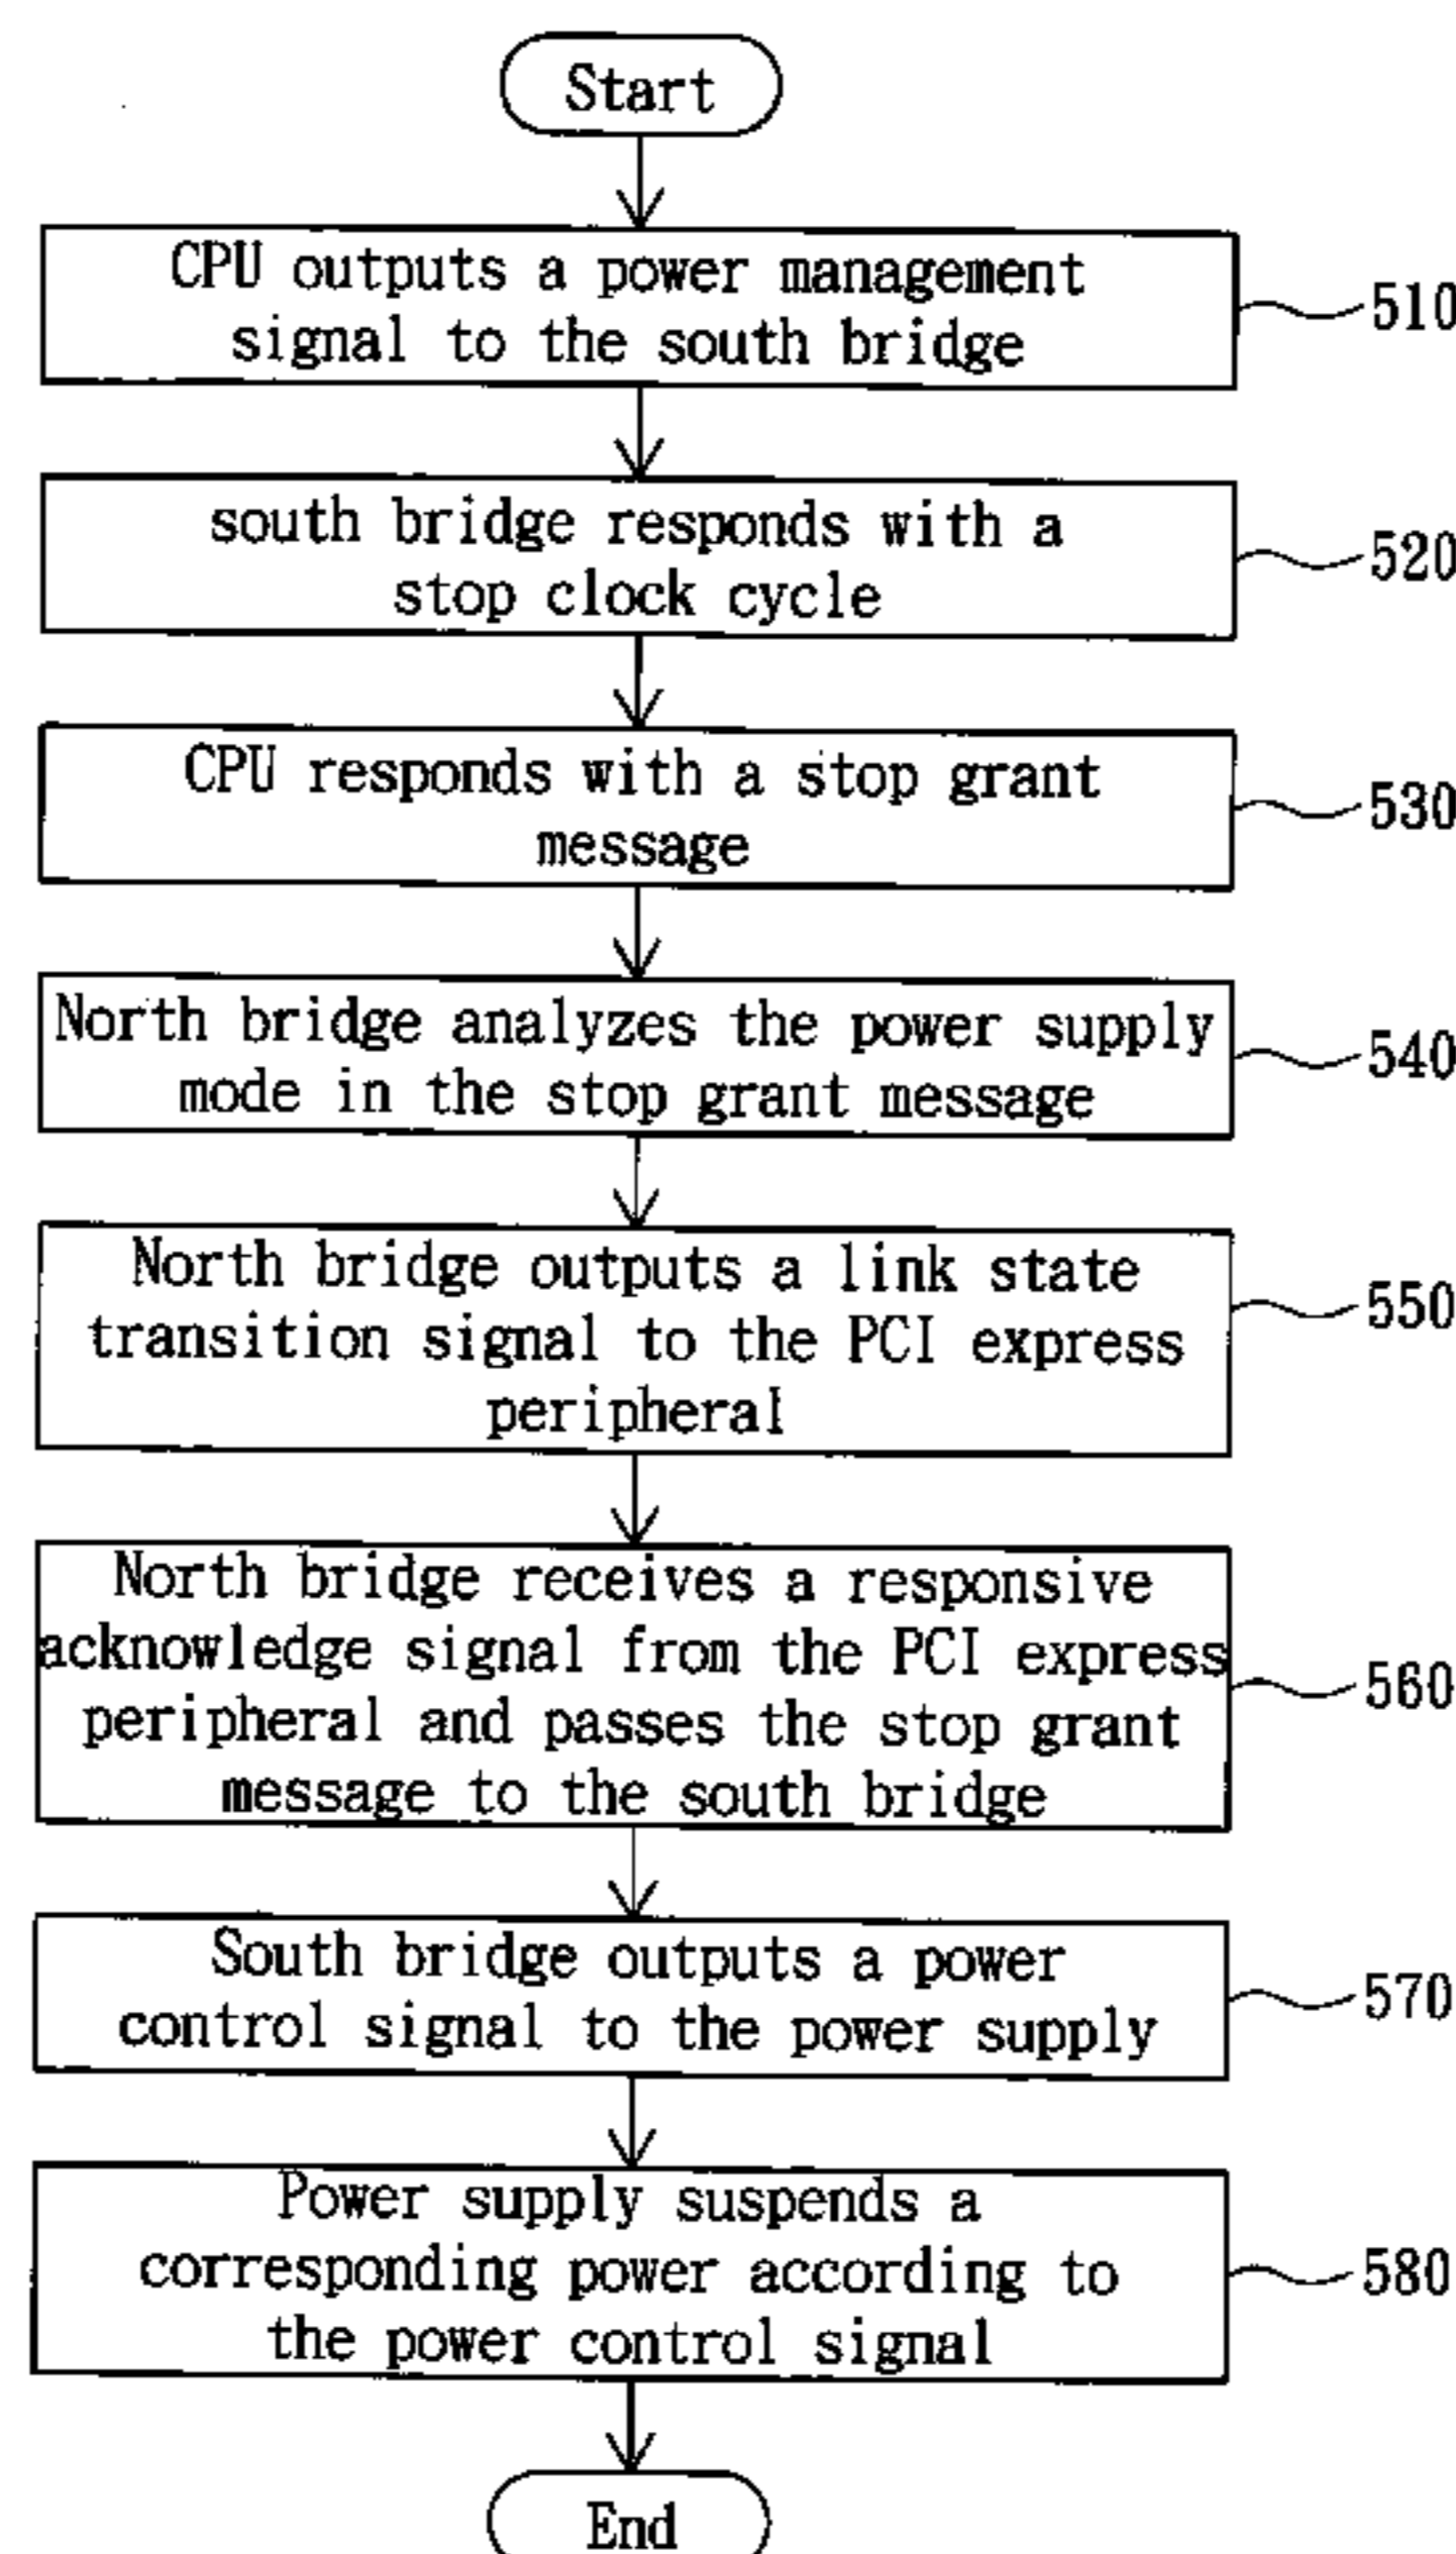 Start
CPU outputs a power management
signal to the south bridge
510
south bridge responds with a
stop clock cycle
520
CPU responds with a stop grant
message
530
North bridge analyzes the power supply
mode in the stop grant message
540
North bridge outputs a link state
transition signal to the PCI express
peripheral
550
North bridge receives a responsive
acknowledge signal from the PCI express
peripheral and passes the stop grant
message to the south bridge
560
South bridge outputs a power
control signal to the power supply
570
Power supply suspends a
corresponding power according to
the power control signal
580
End